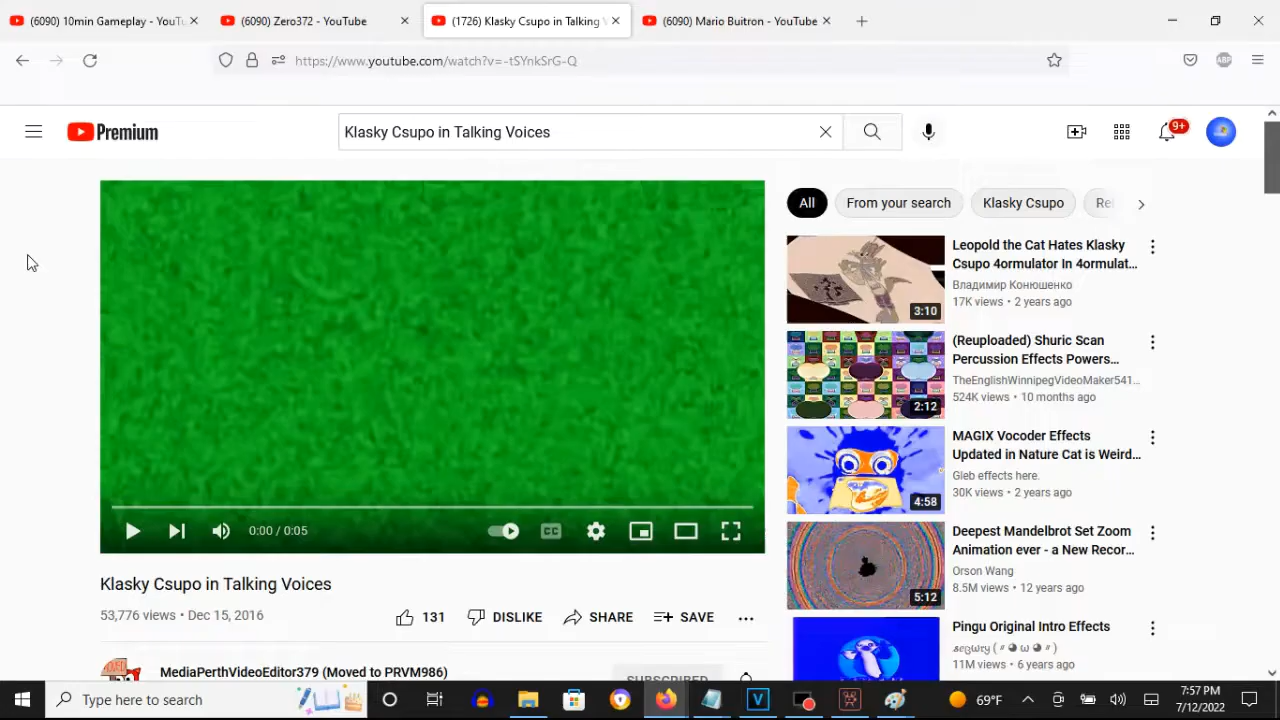 (6090) 10min Gameplay - YouTu
(6090) Zero372 - YouTube
(1726) Klasky Csupo in Talking V
(6090) Mario Buitron - YouTube
https://www.youtube.com/watch?v=-tSYnkSrG-Q
ABP
Premium
Klasky Csupo in Talking Voices
9+
All
From your search
Klasky Csupo
Re
Leopold the Cat Hates Klasky
Csupo 4ormulator In 4ormulat...
Владимир Конюшенко
17K views • 2 years ago
3:10
(Reuploaded) Shuric Scan
Percussion Effects Powers...
TheEnglishWinnipegVideoMaker541...
524K views • 10 months ago
2:12
MAGIX Vocoder Effects
Updated in Nature Cat is Weird...
Gleb effects here.
30K views • 2 years ago
4:58
Deepest Mandelbrot Set Zoom
Animation ever - a New Recor...
Orson Wang
8.5M views • 12 years ago
5:12
Pingu Original Intro Effects
11M views • 6 years ago
0:00 / 0:05
CC
Klasky Csupo in Talking Voices
53,776 views • Dec 15, 2016
131
DISLIKE
SHARE
SAVE
MediaPerthVideoEditor379 (Moved to PRVM986)
SUBSCRIBED
Type here to search
V
69°F
7:57 PM
7/12/2022